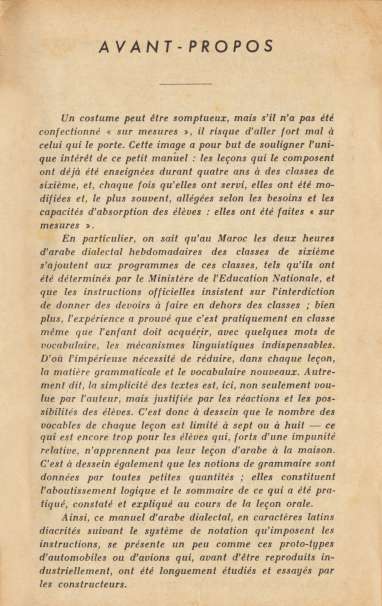 AVANT-PROPOS
Un costume peut être somptueux, mais s'il n'a pas été
confectionné « sur mesures », il risque d'aller fort mal à
celui qui le porte. Cette image a pour but de souligner l'uni-
que intérêt de ce petit manuel : les leçons qui le composent
ont déjà été enseignées durant quatre ans à des classes de
sixième, et, chaque fois qu'elles ont servi, elles ont été mo-
difiées et, le plus souvent, allégées selon les besoins et les
capacités d'absorption des élèves : elles ont été faites « sur
mesures ».
En particulier, on sait qu'au Maroc les deux heures
d'arabe dialectal hebdomadaires des classes de sixième
s'ajoutent aux programmes de ces classes, tels qu'ils ont
été déterminés par le Ministère de l'Education Nationale, et
que les instructions officielles insistent sur l'interdiction
de donner des devoirs à faire en dehors des classes ; bien
plus, l'expérience a prouvé que c'est pratiquement en classe
même que l'enfant doit acquérir, avec quelques mots de
vocabulaire, les mécanismes linguistiques indispensables.
D'où l'impérieuse nécessité de réduire, dans chaque leçon,
la matière grammaticale et le vocabulaire nouveaux. Autre-
ment dit, la simplicité des textes est, ici, non seulement vou-
lue par l'auteur, mais justifiée par les réactions et les pos-
sibilités des élèves. C'est donc à dessein que le nombre des
vocables de chaque leçon est limité à sept ou à huit — ce
qui est encore trop pour les élèves qui, forts d'une impunité
relative, n'apprennent pas leur leçon d'arabe à la maison.
C'est à dessein également que les notions de grammaire sont
données par toutes petites quantités ; elles constituent
l'aboutissement logique et le sommaire de ce qui a été pra-
tiqué, constaté et expliqué au cours de la leçon orale.
Ainsi, ce manuel d'arabe dialectal, en caractères latins
diacrités suivant le système de notation qu'imposent les
instructions, se présente un peu comme ces proto-types
d'automobiles ou d'avions qui, avant d'être reproduits in-
dustriellement, ont été longuement étudiés et essayés par
les constructeurs.